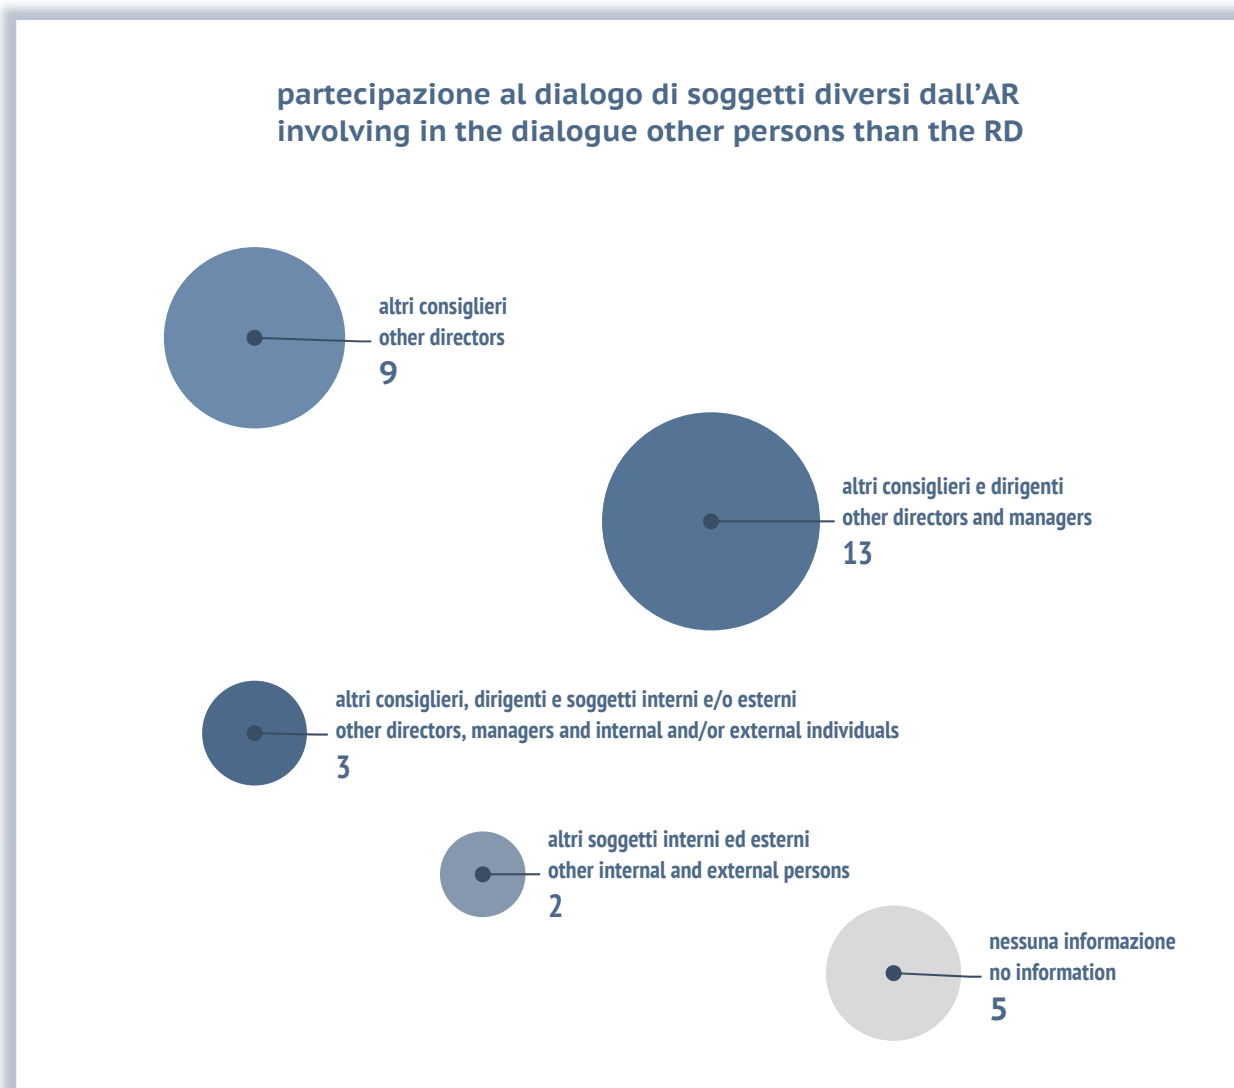 partecipazione al dialogo di soggetti diversi dall’AR
involving in the dialogue other persons than the RD
altri consiglieri
other directors
9
altri consiglieri e dirigenti
other directors and managers
13
altri consiglieri, dirigenti e soggetti interni e/o esterni
other directors, managers and internal and/or external individuals
3
altri soggetti interni ed esterni
other internal and external persons
2
nessuna informazione
no information
5